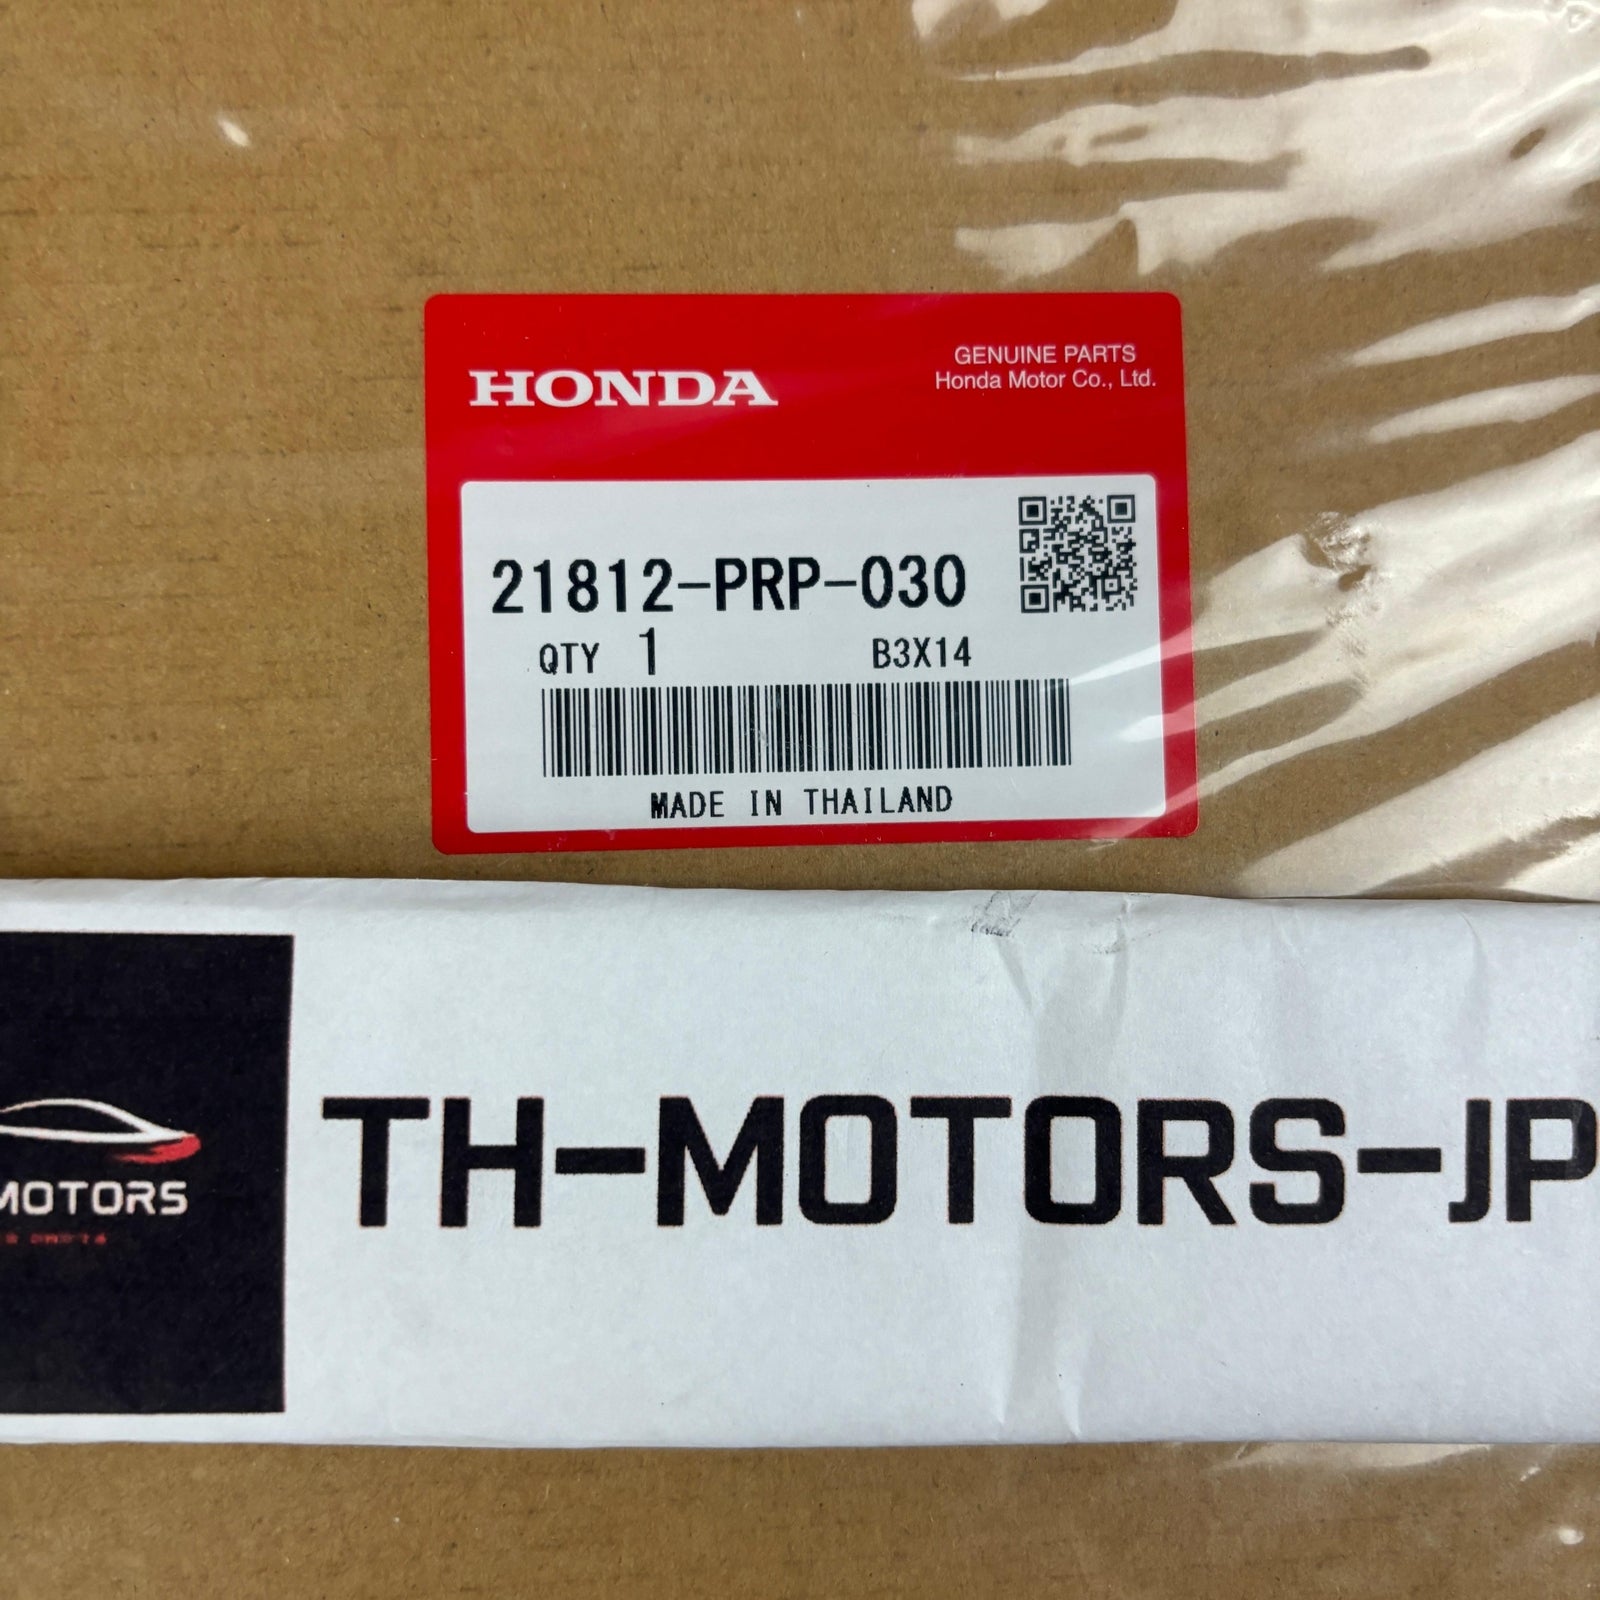 HONDA
GENUINE PARTS
Honda Motor Co., Ltd.
21812-PRP-030
QTY 1 B3X14
MADE IN THAILAND
TH-MOTORS-JP
MOTORS